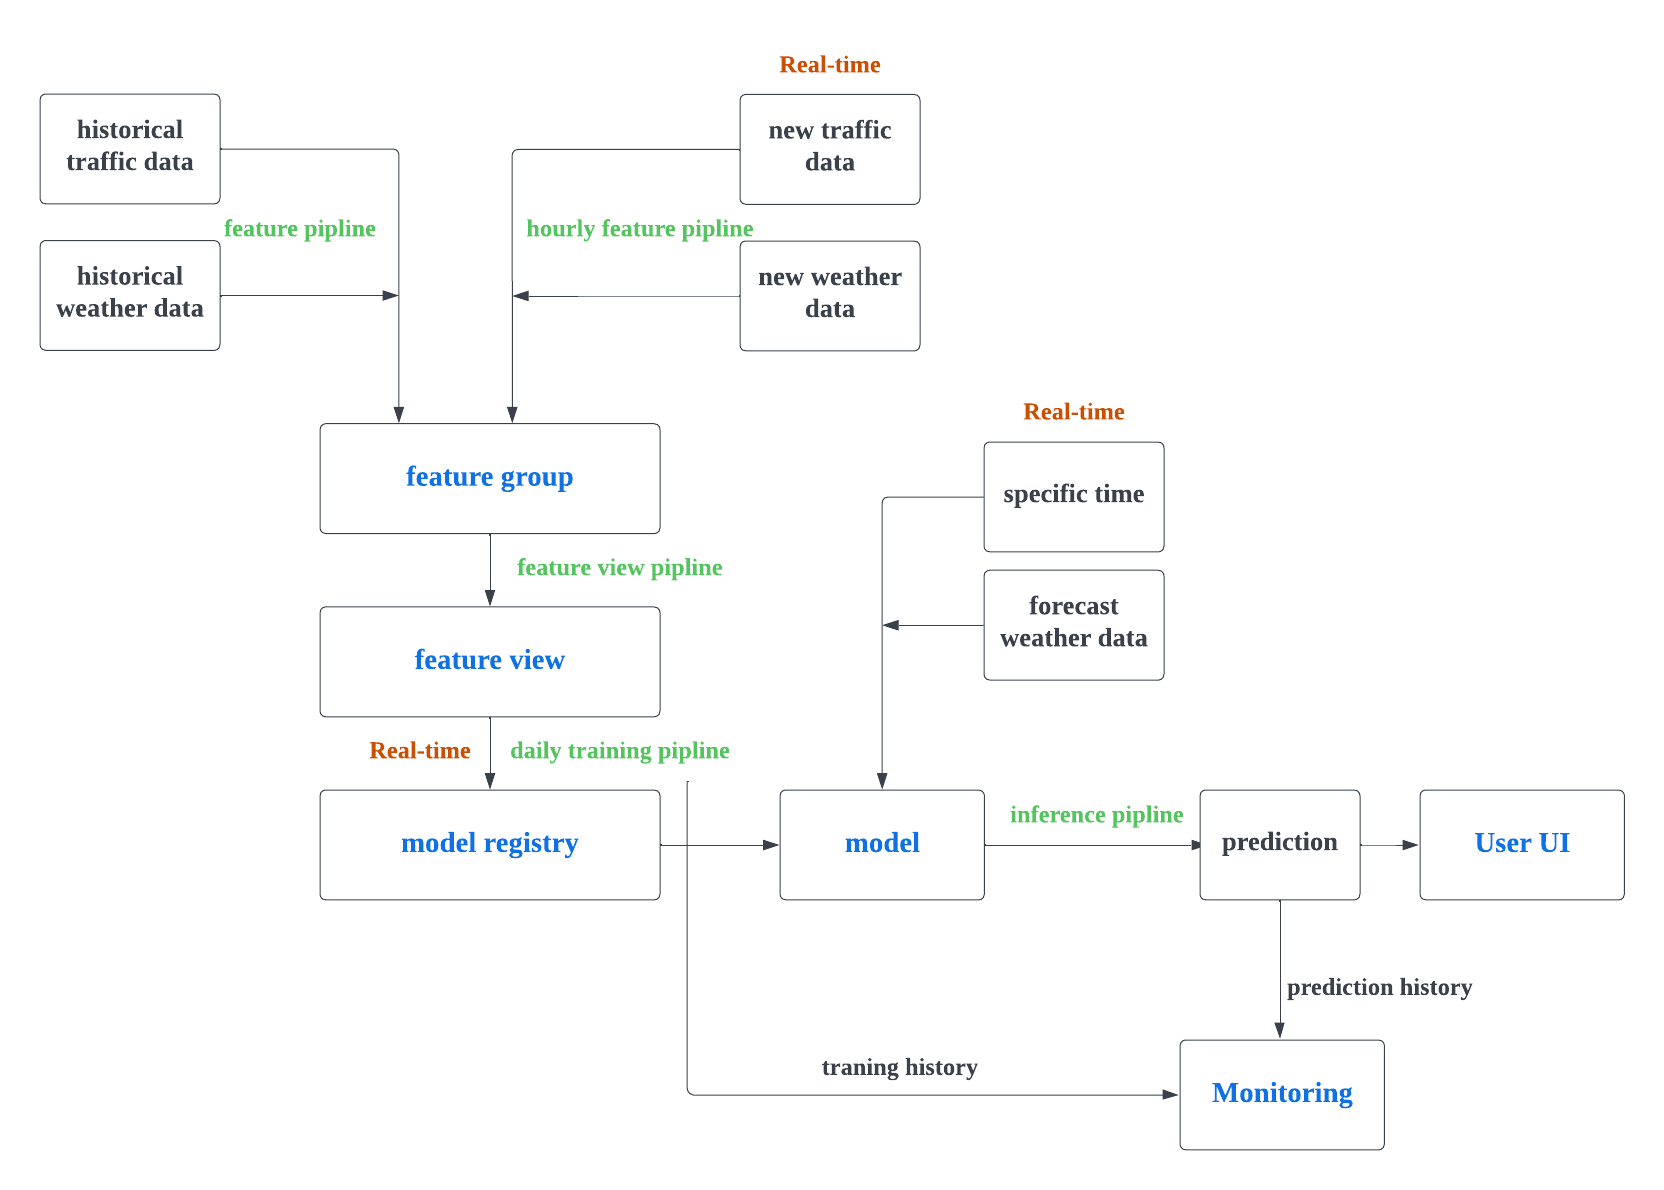 Real-time
historical
traffic data
new traffic
data
feature pipline
hourly feature pipline
historical
weather data
new weather
data
Real-time
feature group
specific time
feature view pipline
forecast
weather data
feature view
Real-time
daily training pipline
inference pipline
model registry
model
prediction
User UI
prediction history
traning history
Monitoring